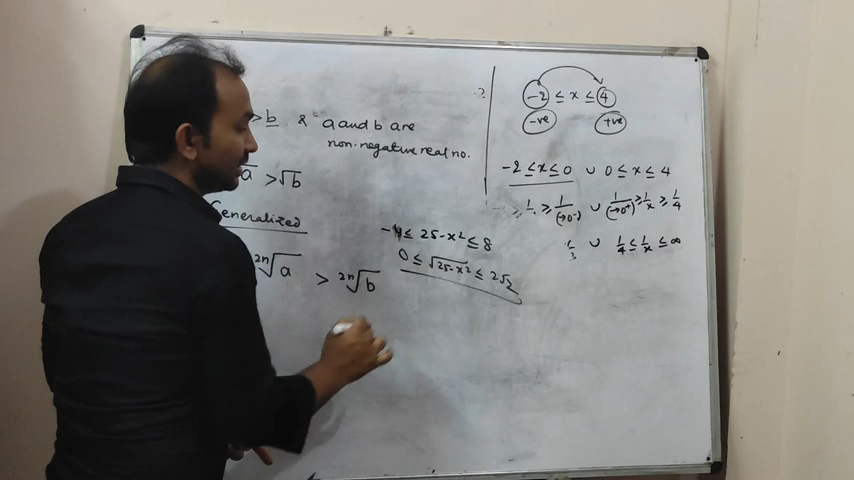 > b & a and b are
non-negative real no.
√a > √b
Generalized
²ⁿ√a > ²ⁿ√b
-4 ≤ 25-x² ≤ 8
0 ≤ √25-x² ≤ 2√2
-2 ≤ x ≤ 4
-ve +ve
-2 ≤ x ≤ 0 ∪ 0 ≤ x ≤ 4
≥ 1/(→0⁻) ∪ 1/(→0⁺) ≥ 1/x ≥ 1/4
∪ 1/4 ≤ 1/x ≤ ∞